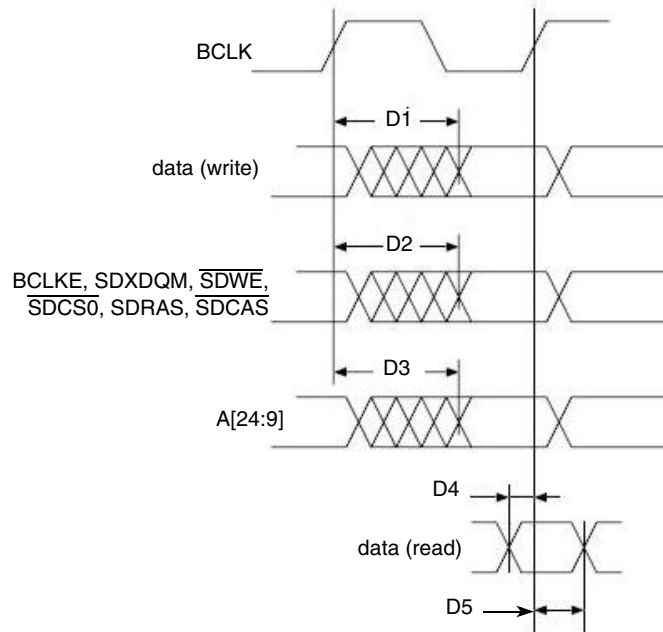 BCLK
D1
data (write)
D2
BCLKE, SDXDQM, SDWE,
SDCS0, SDRAS, SDCAS
D3
A[24:9]
D4
data (read)
D5